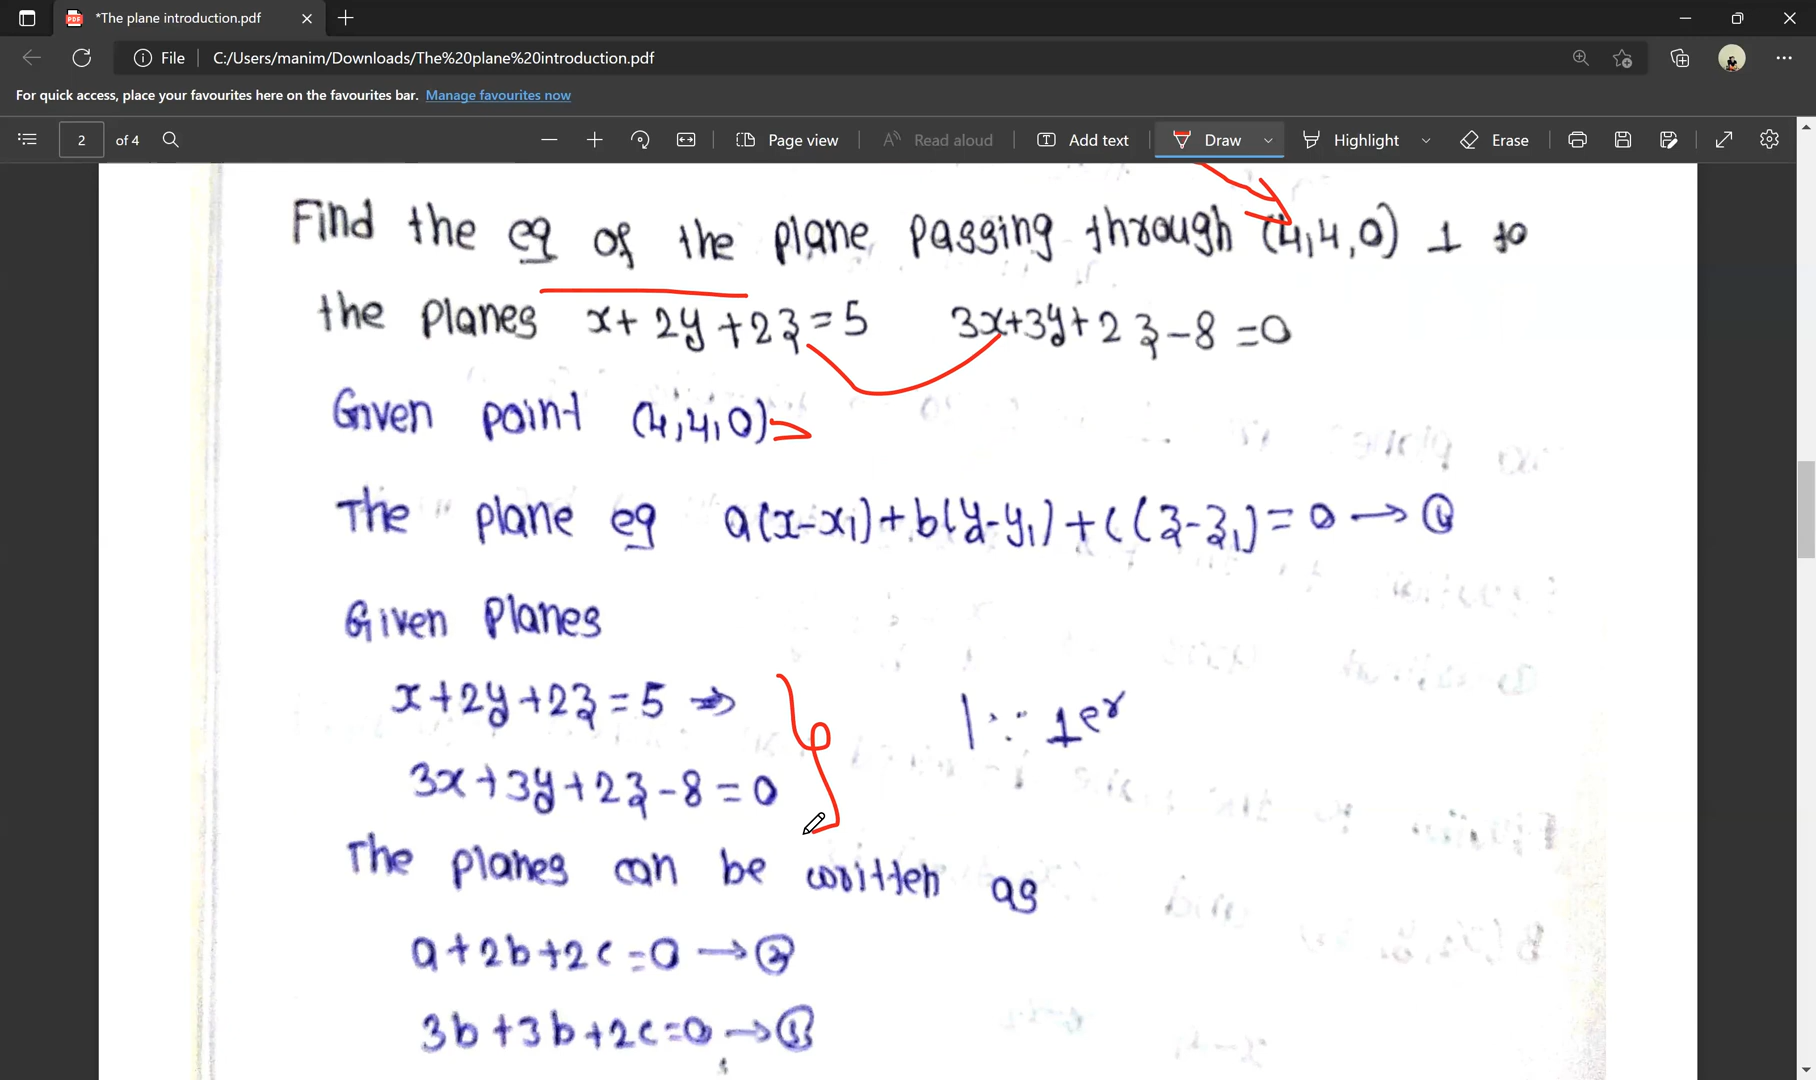 *The plane introduction.pdf
File C:/Users/manim/Downloads/The%20plane%20introduction.pdf
For quick access, place your favourites here on the favourites bar. Manage favourites now
2 of 4 Page view Read aloud Add text Draw Highlight Erase
Find the eq of the plane passing through (4,4,0) ⊥ to
the planes x+2y+2z=5 3x+3y+2z-8=0
Given point (4,4,0)
The plane eq a(x-x₁)+b(y-y₁)+c(z-z₁)=0 → ①
Given Planes
x+2y+2z=5 ⇒
3x+3y+2z-8=0
| ∵ ⊥er
The planes can be written as
a+2b+2c=0 → ②
3b+3b+2c=0 → ③